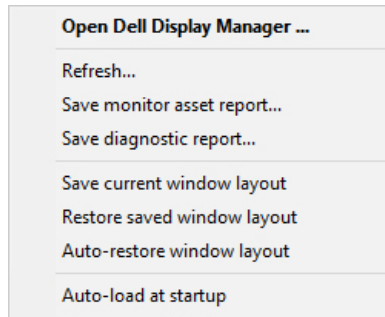 Open Dell Display Manager ...
Refresh...
Save monitor asset report...
Save diagnostic report...
Save current window layout
Restore saved window layout
Auto-restore window layout
Auto-load at startup